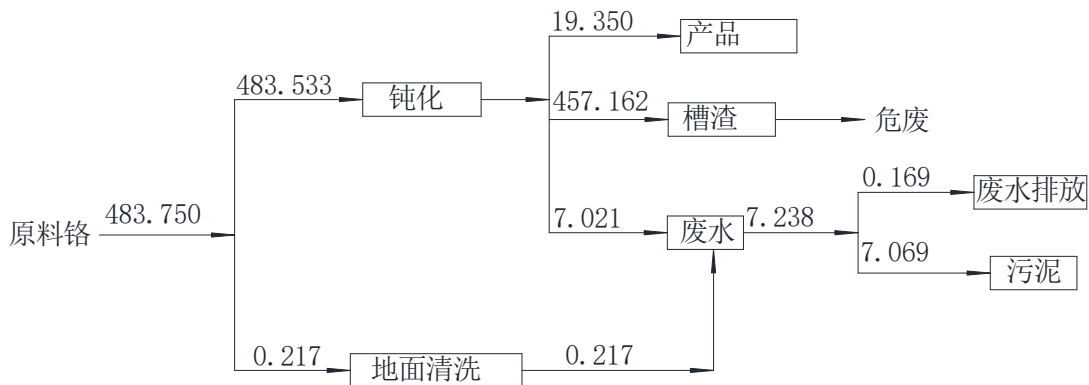 19.350
产品
483.533
钝化
457.162
槽渣
危废
0.169
废水排放
483.750
原料铬
7.021
废水
7.238
7.069
污泥
0.217
地面清洗
0.217